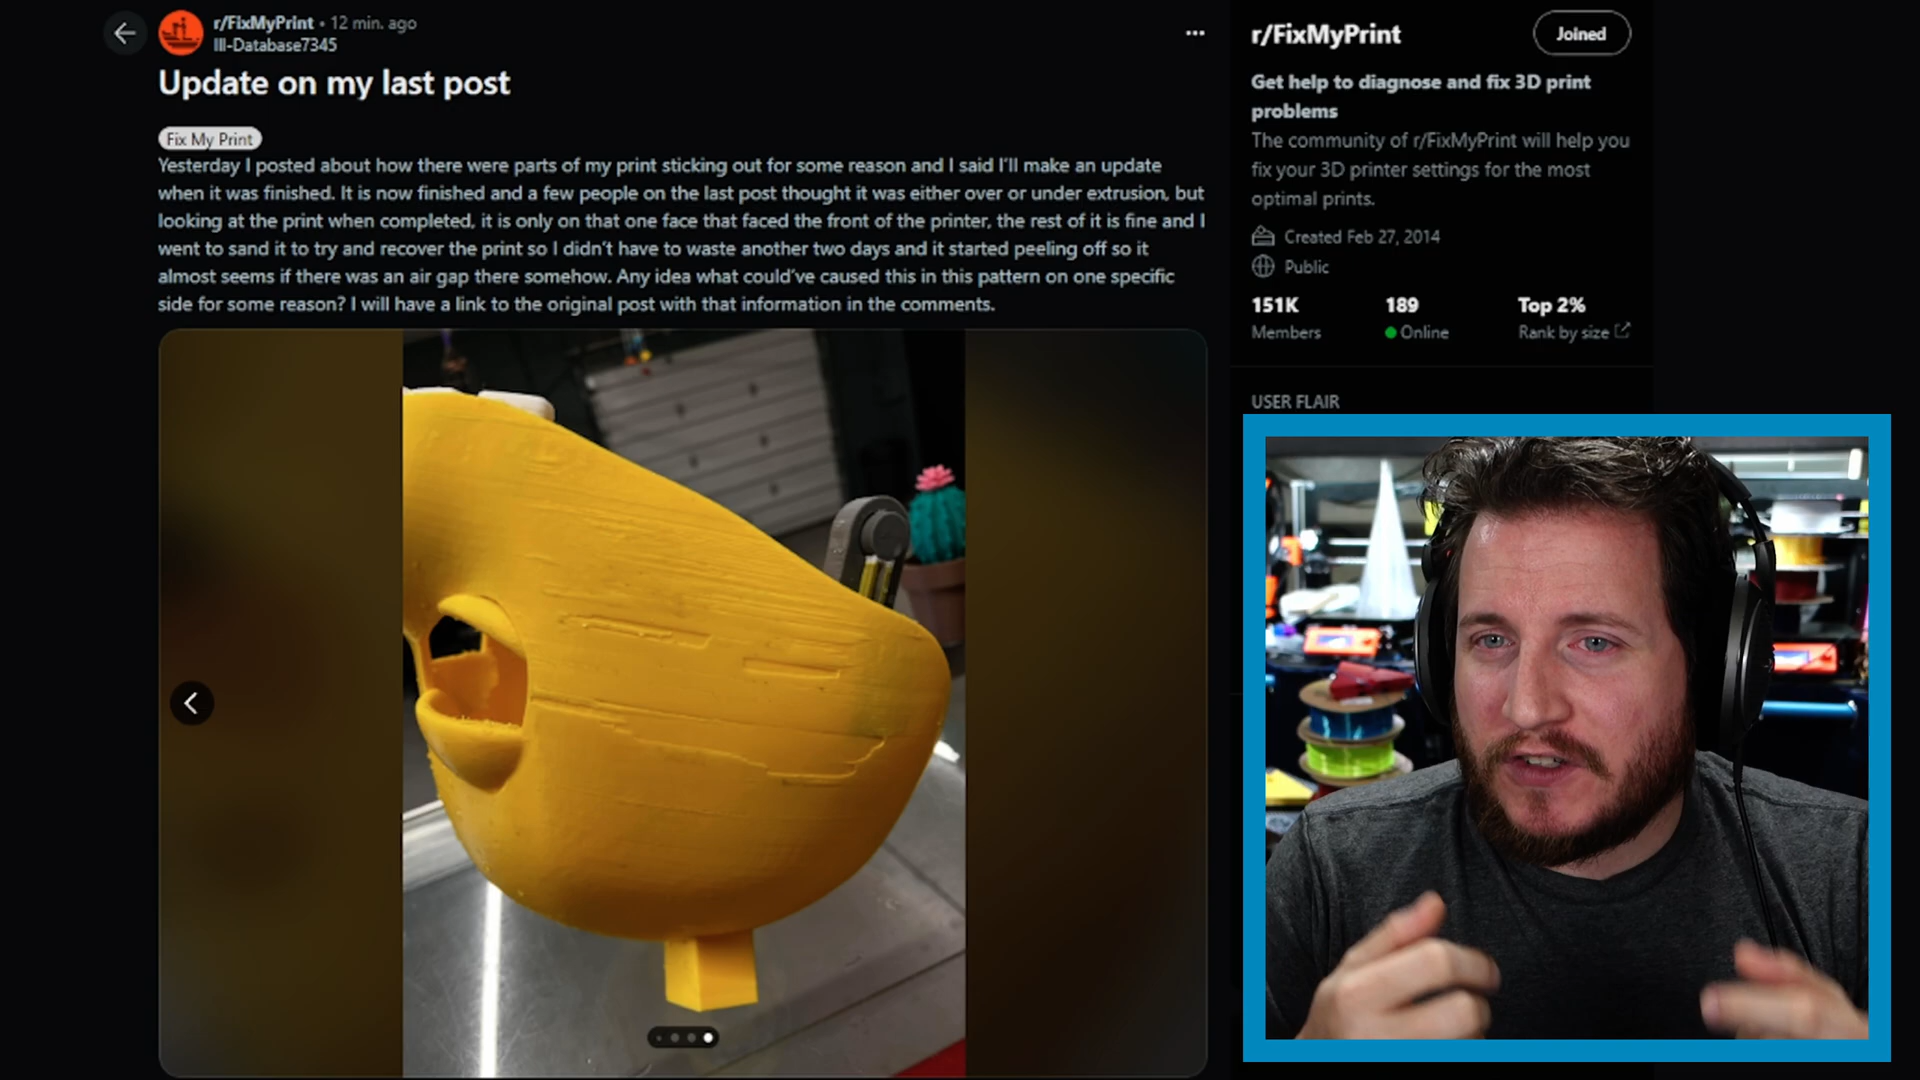 r/FixMyPrint • 12 min. ago
Ill-Database7345
Update on my last post
Fix My Print
Yesterday I posted about how there were parts of my print sticking out for some reason and I said I'll make an update
when it was finished. It is now finished and a few people on the last post thought it was either over or under extrusion, but
looking at the print when completed, it is only on that one face that faced the front of the printer, the rest of it is fine and I
went to sand it to try and recover the print so I didn't have to waste another two days and it started peeling off so it
almost seems if there was an air gap there somehow. Any idea what could've caused this in this pattern on one specific
side for some reason? I will have a link to the original post with that information in the comments.
r/FixMyPrint
Joined
Get help to diagnose and fix 3D print
problems
The community of r/FixMyPrint will help you
fix your 3D printer settings for the most
optimal prints.
Created Feb 27, 2014
Public
151K 189 Top 2%
Members Online Rank by size
USER FLAIR